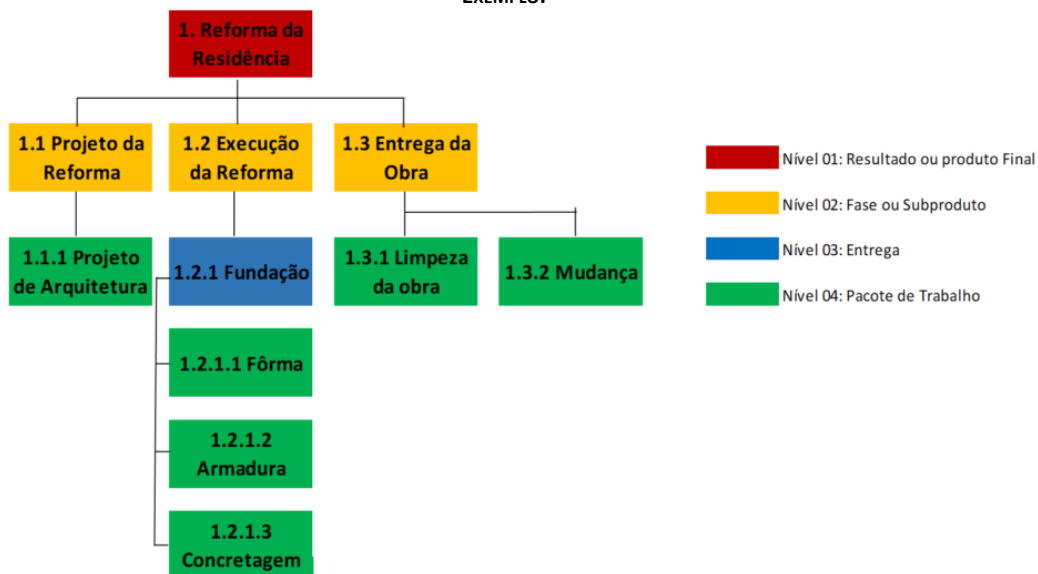 EXEMPLO:
1. Reforma da
Residência
1.1 Projeto da
Reforma
1.2 Execução
da Reforma
1.3 Entrega da
Obra
1.1.1 Projeto
de Arquitetura
1.2.1 Fundação
1.3.1 Limpeza
da obra
1.3.2 Mudança
1.2.1.1 Fôrma
1.2.1.2
Armadura
1.2.1.3
Concretagem
Nível 01: Resultado ou produto Final
Nível 02: Fase ou Subproduto
Nível 03: Entrega
Nível 04: Pacote de Trabalho